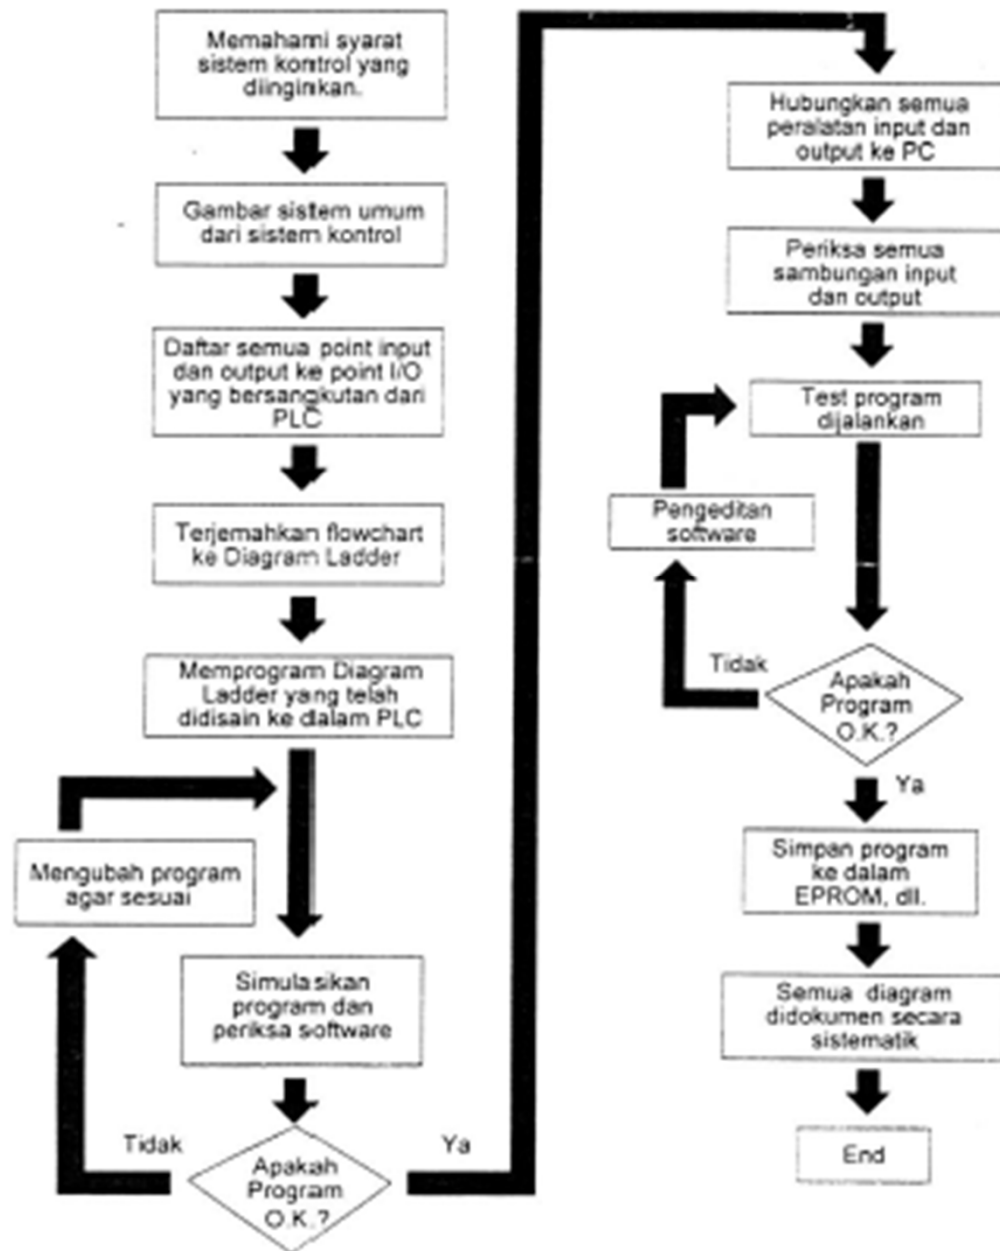 Memahami syarat
sistem kontrol yang
diinginkan.
Gambar sistem umum
dari sistem kontrol
Daftar semua point input
dan output ke point I/O
yang bersangkutan dari
PLC
Terjemahkan flowchart
ke Diagram Ladder
Memprogram Diagram
Ladder yang telah
didisain ke dalam PLC
Mengubah program
agar sesuai
Simulasikan
program dan
periksa software
Tidak
Ya
Apakah
Program
O.K.?
Hubungkan semua
peralatan input dan
output ke PC
Periksa semua
sambungan input
dan output
Test program
dijalankan
Pengeditan
software
Tidak
Apakah
Program
O.K.?
Ya
Simpan program
ke dalam
EPROM, dll.
Semua diagram
didokumen secara
sistematik
End